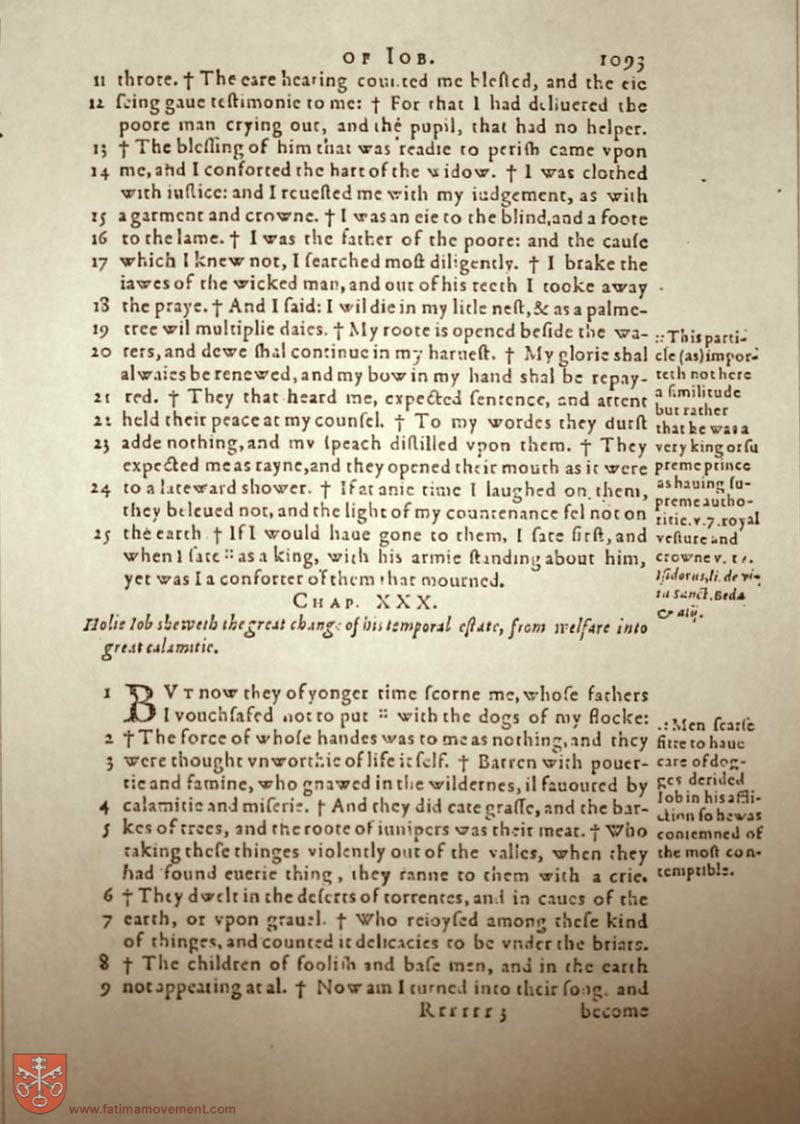 OF IOB. 1093
11 throte. † The eare hearing counted me blessed, and the eie
12 ſeing gaue teſtimonie to me: † For that I had deliuered the
poore man crying out, and the pupil, that had no helper.
13 † The bleſſing of him that was readie to periſh came vpon
14 me, and I conforted the hart of the widow. † I was clothed
with iuſtice: and I reueſted me with my iudgement, as with
15 a garment and crowne. † I was an eie to the blind, and a foote
16 to the lame. † I was the father of the poore: and the cauſe
17 which I knew not, I ſearched moſt diligently. † I brake the
iawes of the wicked man, and out of his teeth I tooke away
18 the praye. † And I ſaid: I wil die in my litle neſt, & as a palme-
19 tree wil multiplie daies. † My roote is opened beſide the wa-
20 ters, and dewe ſhal continue in my harueſt. † My glorie shal
alwaies be renewed, and my bow in my hand shal be repay-
21 red. † They that heard me, expected ſentence, and attent
22 held their peace at my counſel. † To my wordes they durſt
23 adde nothing, and my ſpeach diſtilled vpon them. † They
expected me as rayne, and they opened their mouth as it were
24 to a lateward shower. † If at anie time I laughed on them,
they beleued not, and the light of my countenance fel not on
25 the earth † If I would haue gone to them, I ſate firſt, and
when I ſate :: as a king, with his armie ſtanding about him,
yet was I a conforter of them that mourned.
:: This parti-
cle (as) impor-
teth not here
a ſimilitude
but rather
that he was a
very king or ſu
preme prince
as hauing ſu-
preme autho-
ritie. v. 7. royal
veſture and
crowne v.
Iſidorus, li. de vi-
ta Sanct. Beda
& alij.
CHAP. XXX.
Holie Iob sheweth the great change of his temporal eſtate, from welfare into
great calamitie.
1 BVT now they of yonger time ſcorne me, whoſe fathers
I vouchſafed not to put :: with the dogs of my flocke:
2 † The force of whoſe handes was to me as nothing, and they
3 were thought vnworthie of life it ſelf. † Barren with pouer-
tie and famine, who gnawed in the wildernes, il fauoured by
4 calamitie and miſerie. † And they did eate graſſe, and the bar-
5 kes of trees, and the roote of iunipers was their meat. † Who
taking theſe thinges violently out of the valles, when they
had found euerie thing, they ranne to them with a crie.
6 † They dwelt in the deſerts of torrentes, and in caues of the
7 earth, or vpon grauel. † Who reioyſed among theſe kind
of thinges, and counted it delicacies to be vnder the briars.
8 † The children of fooliſh and baſe men, and in the earth
9 not appeating at al. † Now am I turned into their ſong, and
:: Men ſcarſe
fitte to haue
care of dog-
ges derided
Iob in his affli-
ction ſo he was
contemned of
the moſt con-
temptible.
Rrrrrr 3 become
www.fatimamovement.com